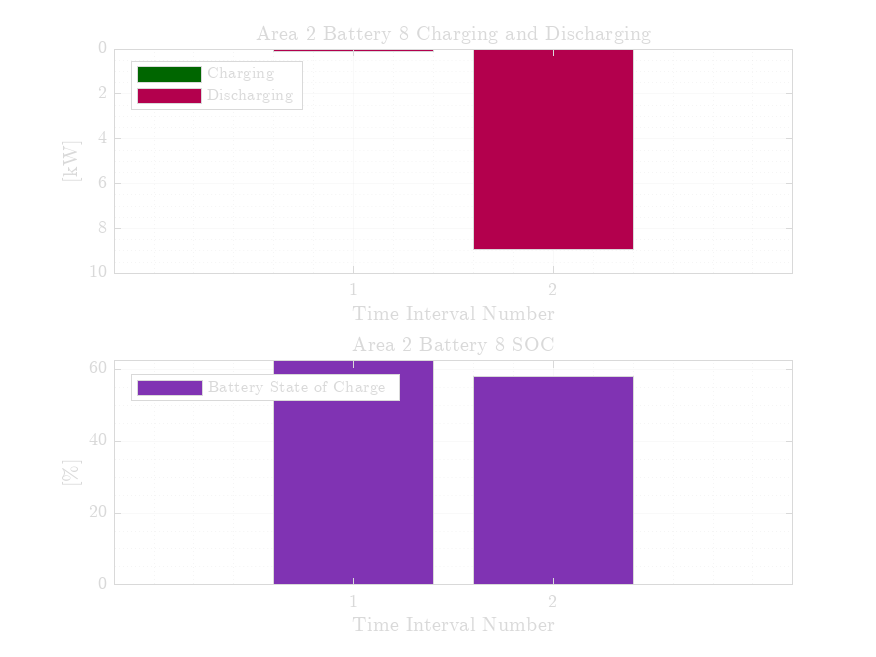 Area 2 Battery 8 Charging and Discharging
0
2
4
6
8
10
[kW]
Charging
Discharging
1
2
Time Interval Number
Area 2 Battery 8 SOC
60
40
20
0
[%]
Battery State of Charge
1
2
Time Interval Number